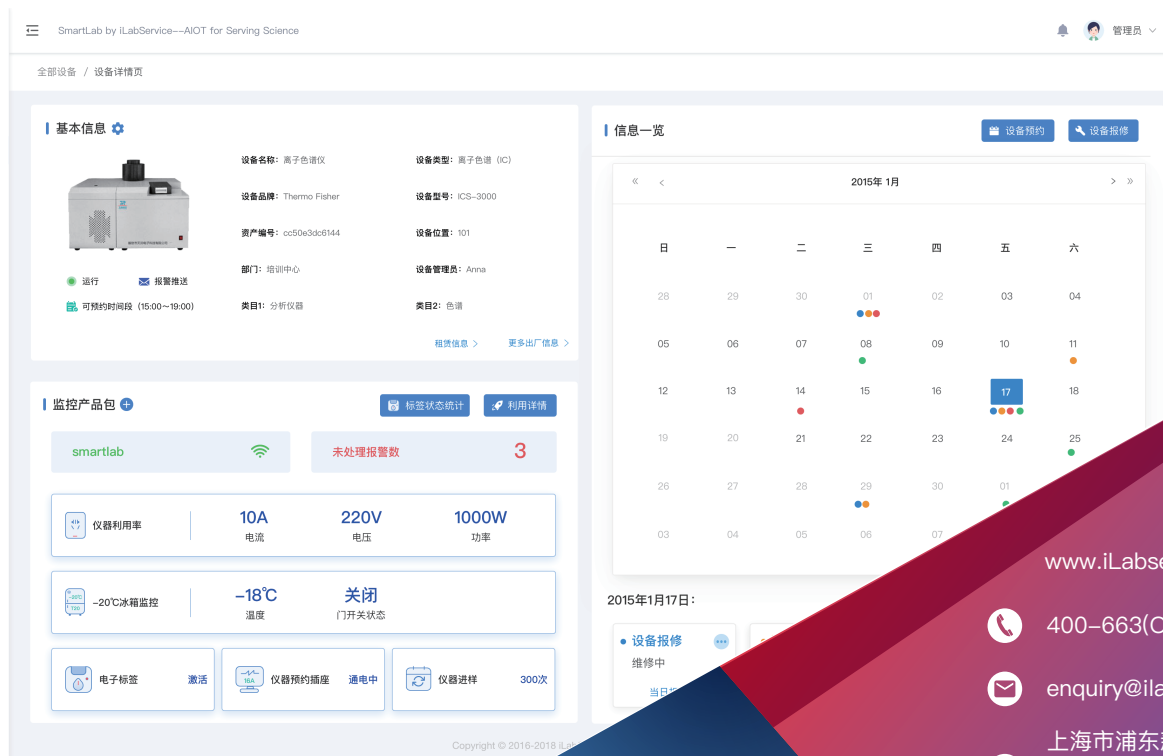 SmartLab by iLabService--AIOT for Serving Science
管理员
全部设备 / 设备详情页
基本信息
设备名称：离子色谱仪
设备类型：离子色谱（IC）
设备品牌：Thermo Fisher
设备型号：ICS-3000
资产编号：cc50e3dc6144
设备位置：101
部门：培训中心
设备管理员：Anna
类目1：分析仪器
类目2：色谱
运行
报警推送
可预约时间段（15:00～19:00）
租赁信息 >
更多出厂信息 >
监控产品包
标签状态统计
利用详情
smartlab
未处理报警数
3
仪器利用率
10A
电流
220V
电压
1000W
功率
-20℃冰箱监控
-18℃
温度
关闭
门开关状态
电子标签
激活
16A
仪器预约插座
通电中
仪器进样
300次
信息一览
设备预约
设备报修
« < 2015年 1月 > »
日 一 二 三 四 五 六
28 29 30 01 02 03 04
05 06 07 08 09 10 11
12 13 14 15 16 17 18
19 20 21 22 23 24 25
26 27 28 29 30 01
03 04 05 06 07
2015年1月17日：
设备报修
维修中
当日
www.iLabse
400-663(
enquiry@ila
上海市浦东
Copyright © 2016-2018 iLab